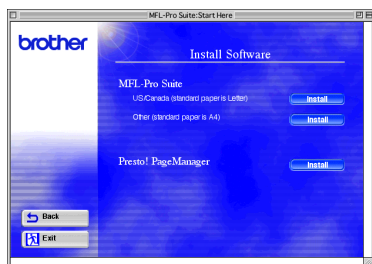 MFL-Pro Suite:Start Here
brother
Install Software
MFL-Pro Suite
US/Canada (standard paper is Letter)
Install
Other (standard paper is A4)
Install
Presto! PageManager
Install
Back
Exit